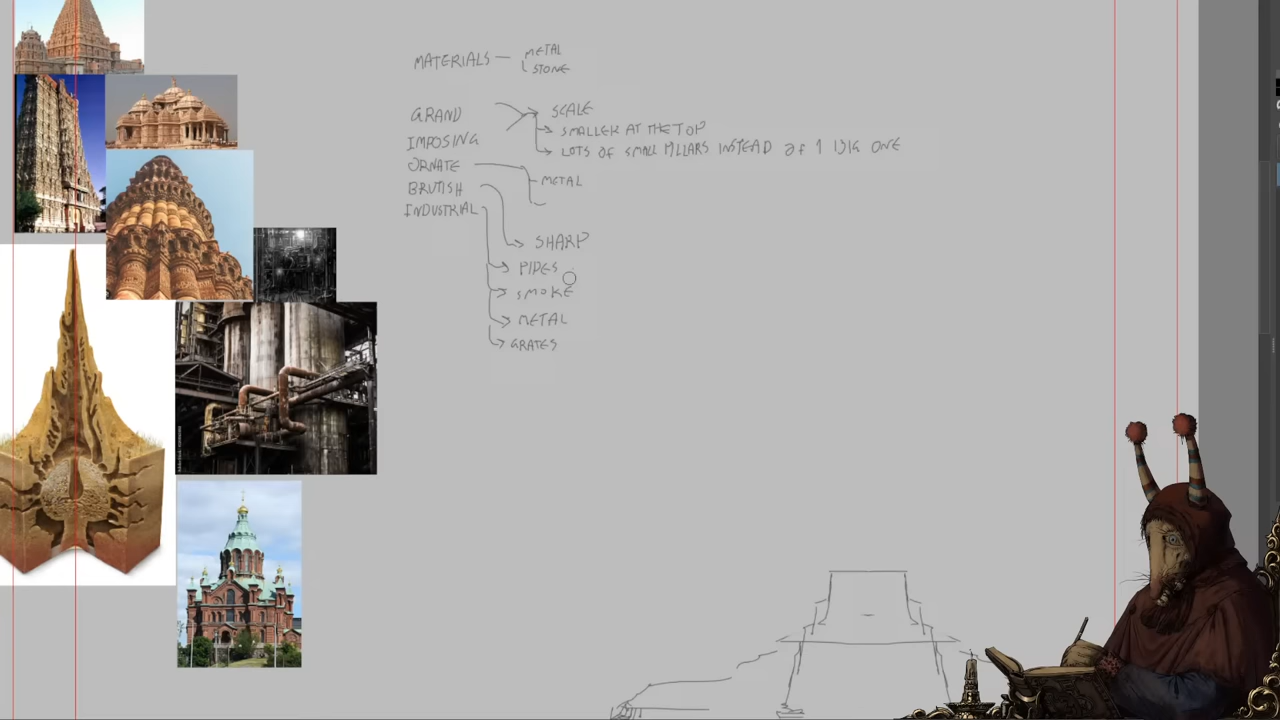 MATERIALS — METAL
STONE
GRAND
IMPOSING
ORNATE
BRUTISH
INDUSTRIAL
SCALE
SMALLER AT THE TOP
LOTS OF SMALL PILLARS INSTEAD OF 1 BIG ONE
METAL
SHARP
PIPES
SMOKE
METAL
GRATES